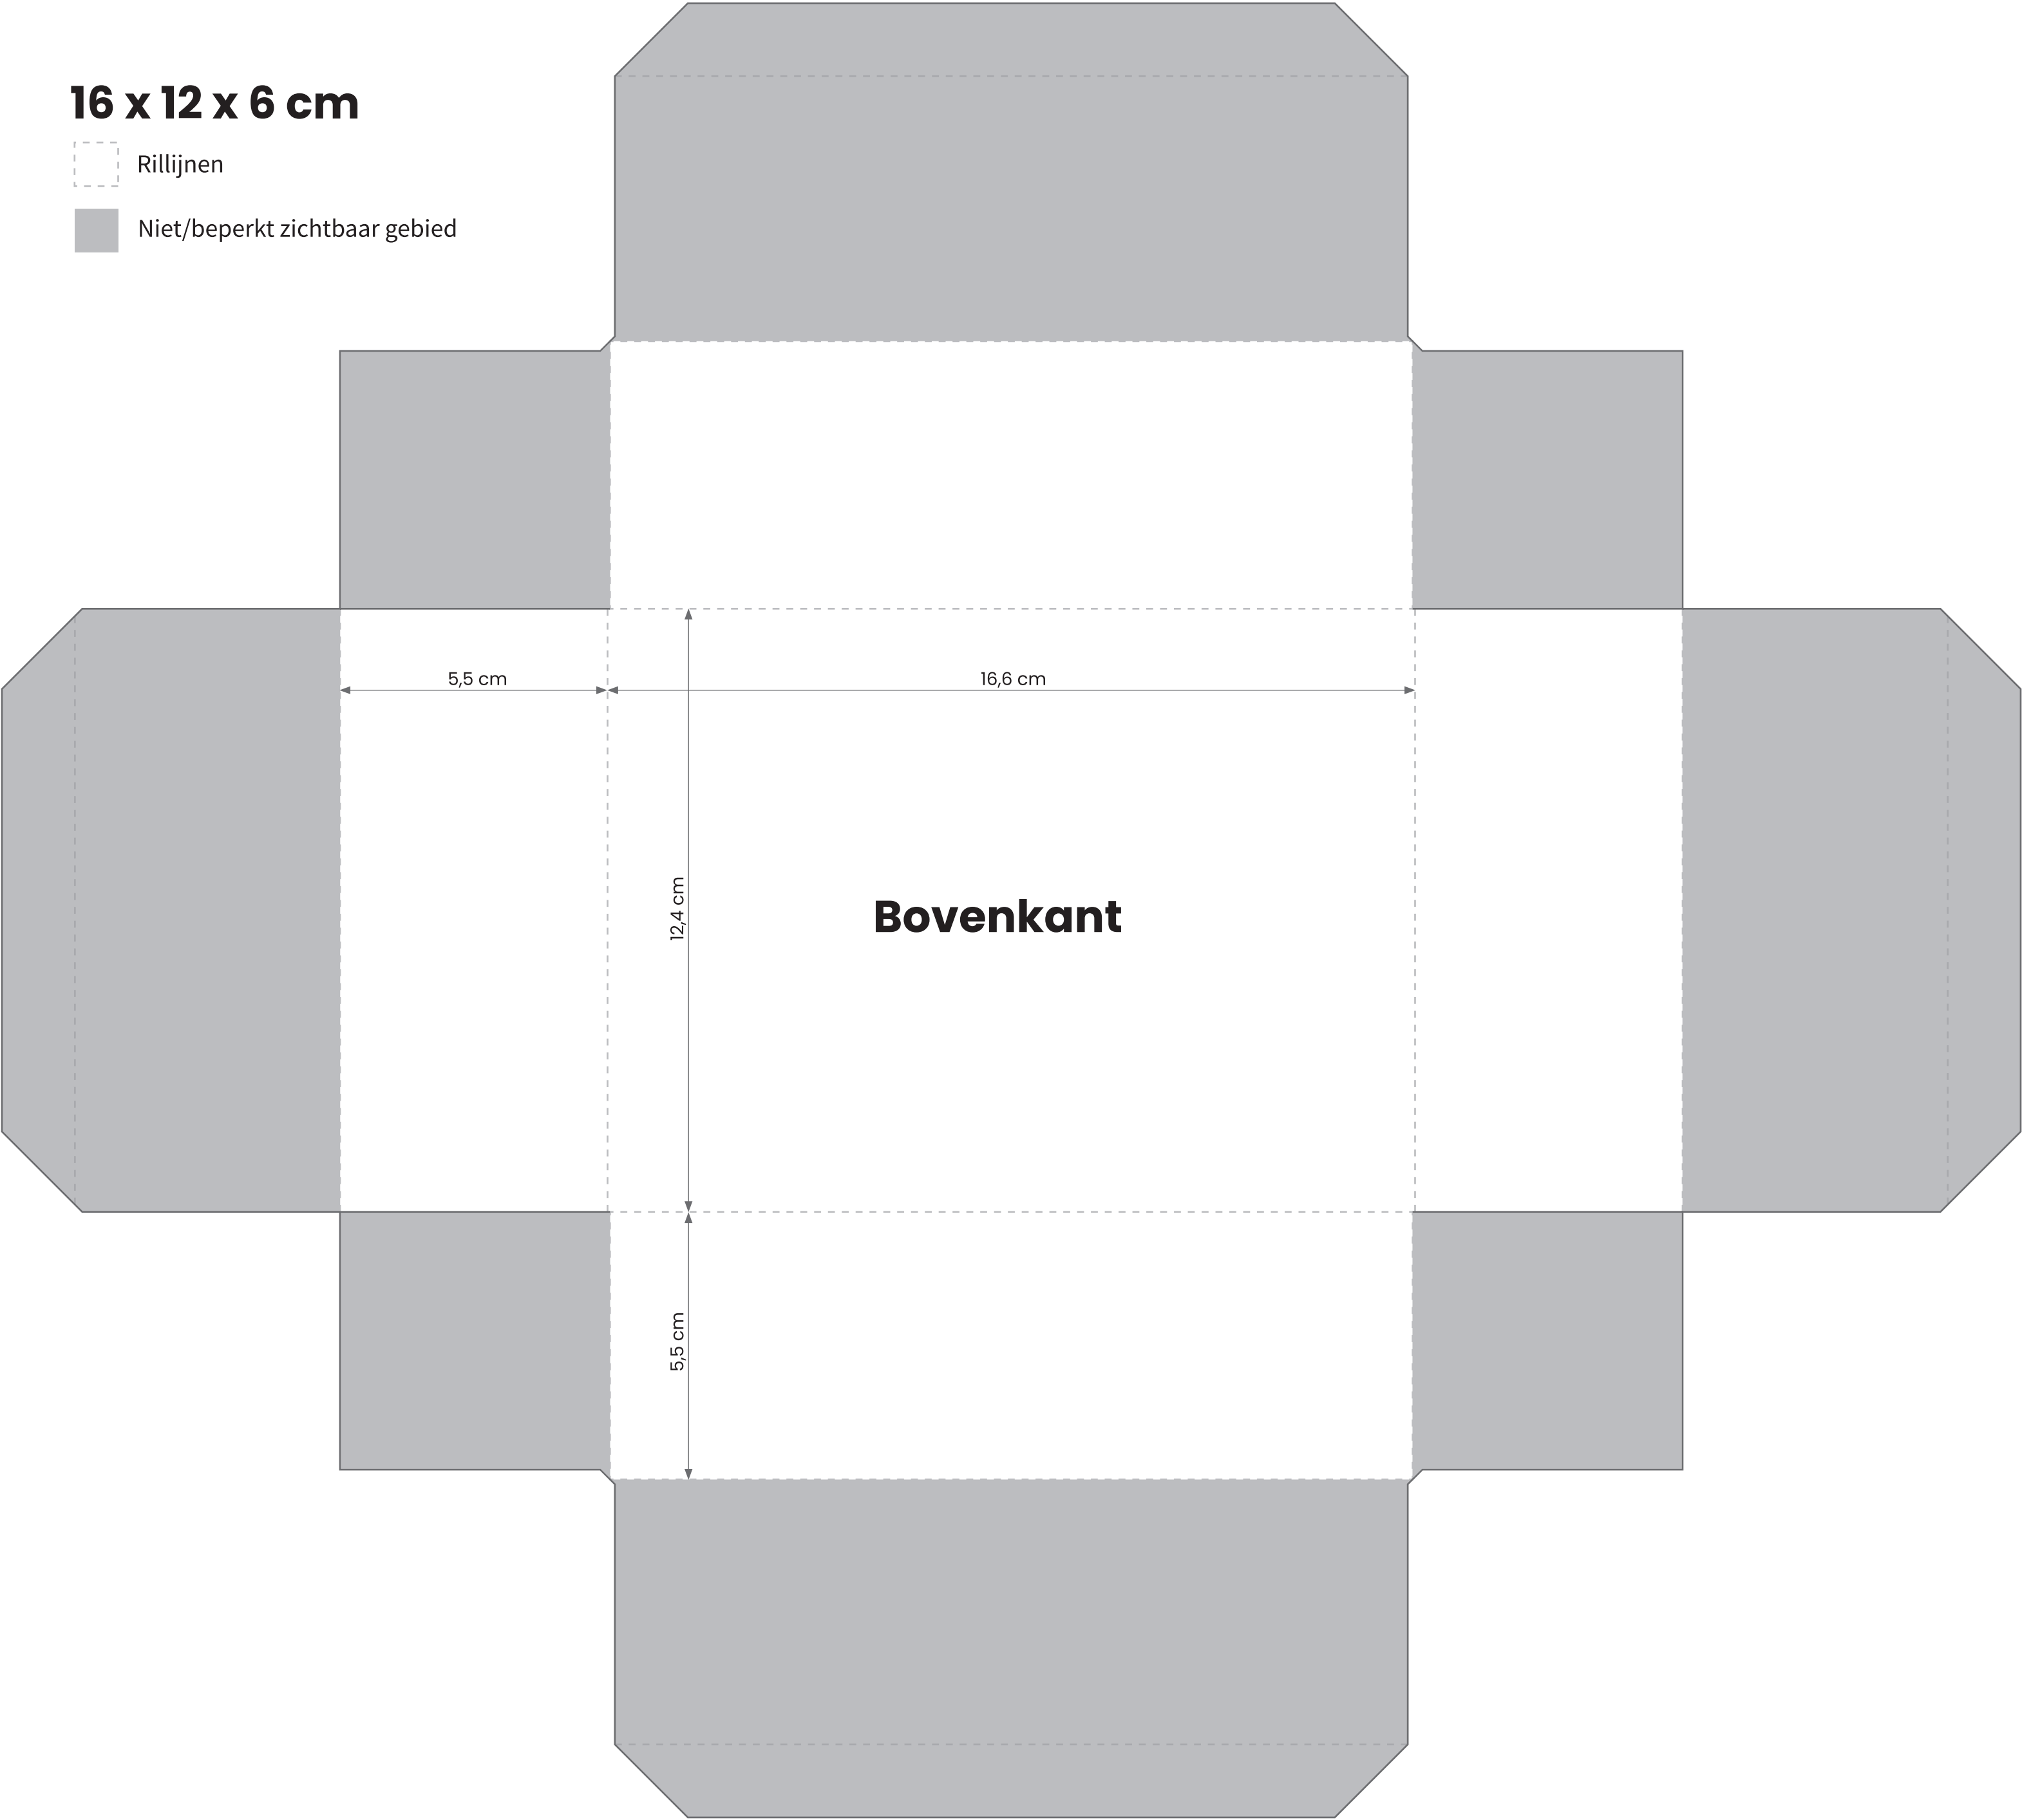 16 x 12 x 6 cm
Rillijnen
Niet/beperkt zichtbaar gebied
5,5 cm
16,6 cm
12,4 cm
Bovenkant
5,5 cm